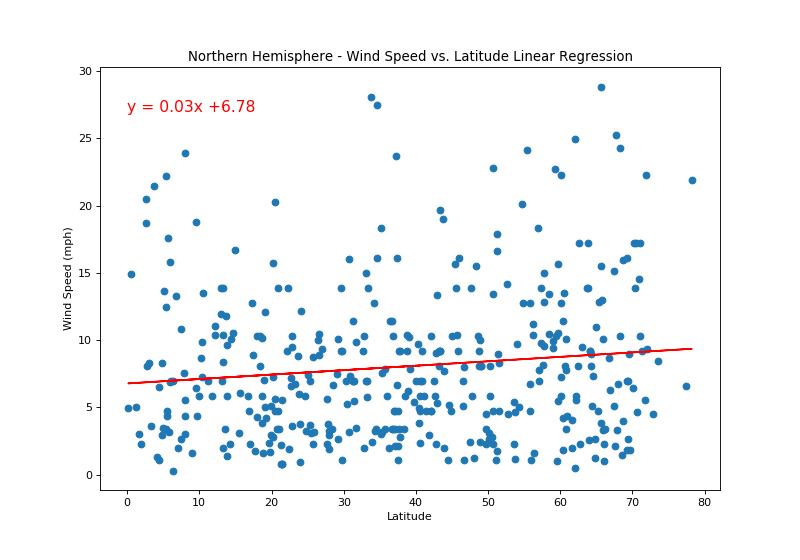 Northern Hemisphere - Wind Speed vs. Latitude Linear Regression
30
y = 0.03x +6.78
25
20
15
10
5
0
Wind Speed (mph)
0 10 20 30 40 50 60 70 80
Latitude